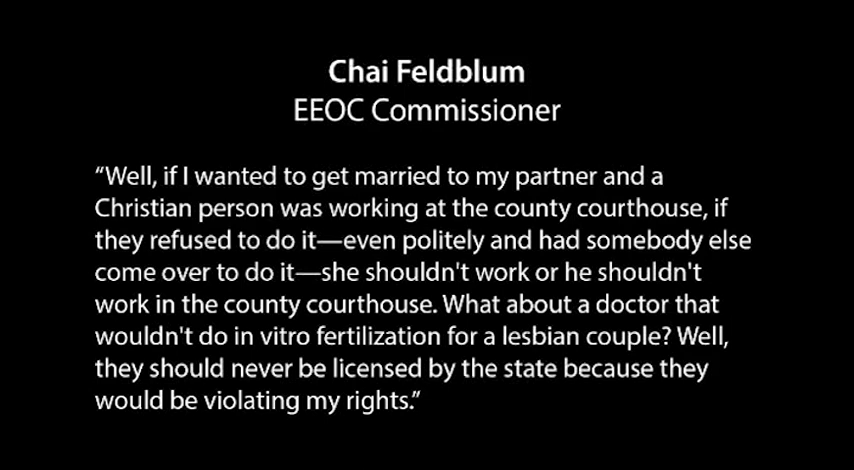 Chai Feldblum
EEOC Commissioner
“Well, if I wanted to get married to my partner and a
Christian person was working at the county courthouse, if
they refused to do it—even politely and had somebody else
come over to do it—she shouldn't work or he shouldn't
work in the county courthouse. What about a doctor that
wouldn't do in vitro fertilization for a lesbian couple? Well,
they should never be licensed by the state because they
would be violating my rights.”